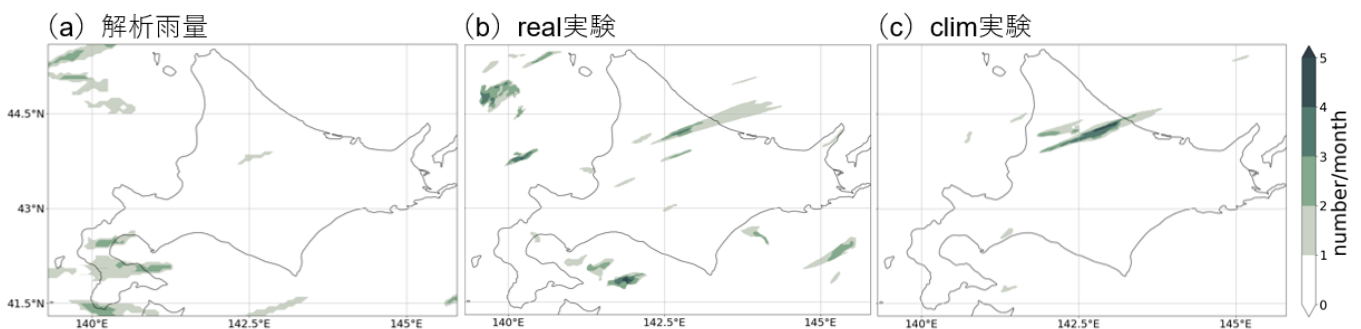 (a) 解析雨量
(b) real実験
(c) clim実験
44.5°N
43°N
41.5°N
140°E
142.5°E
145°E
140°E
142.5°E
145°E
140°E
142.5°E
145°E
5
4
3
2
1
0
number/month